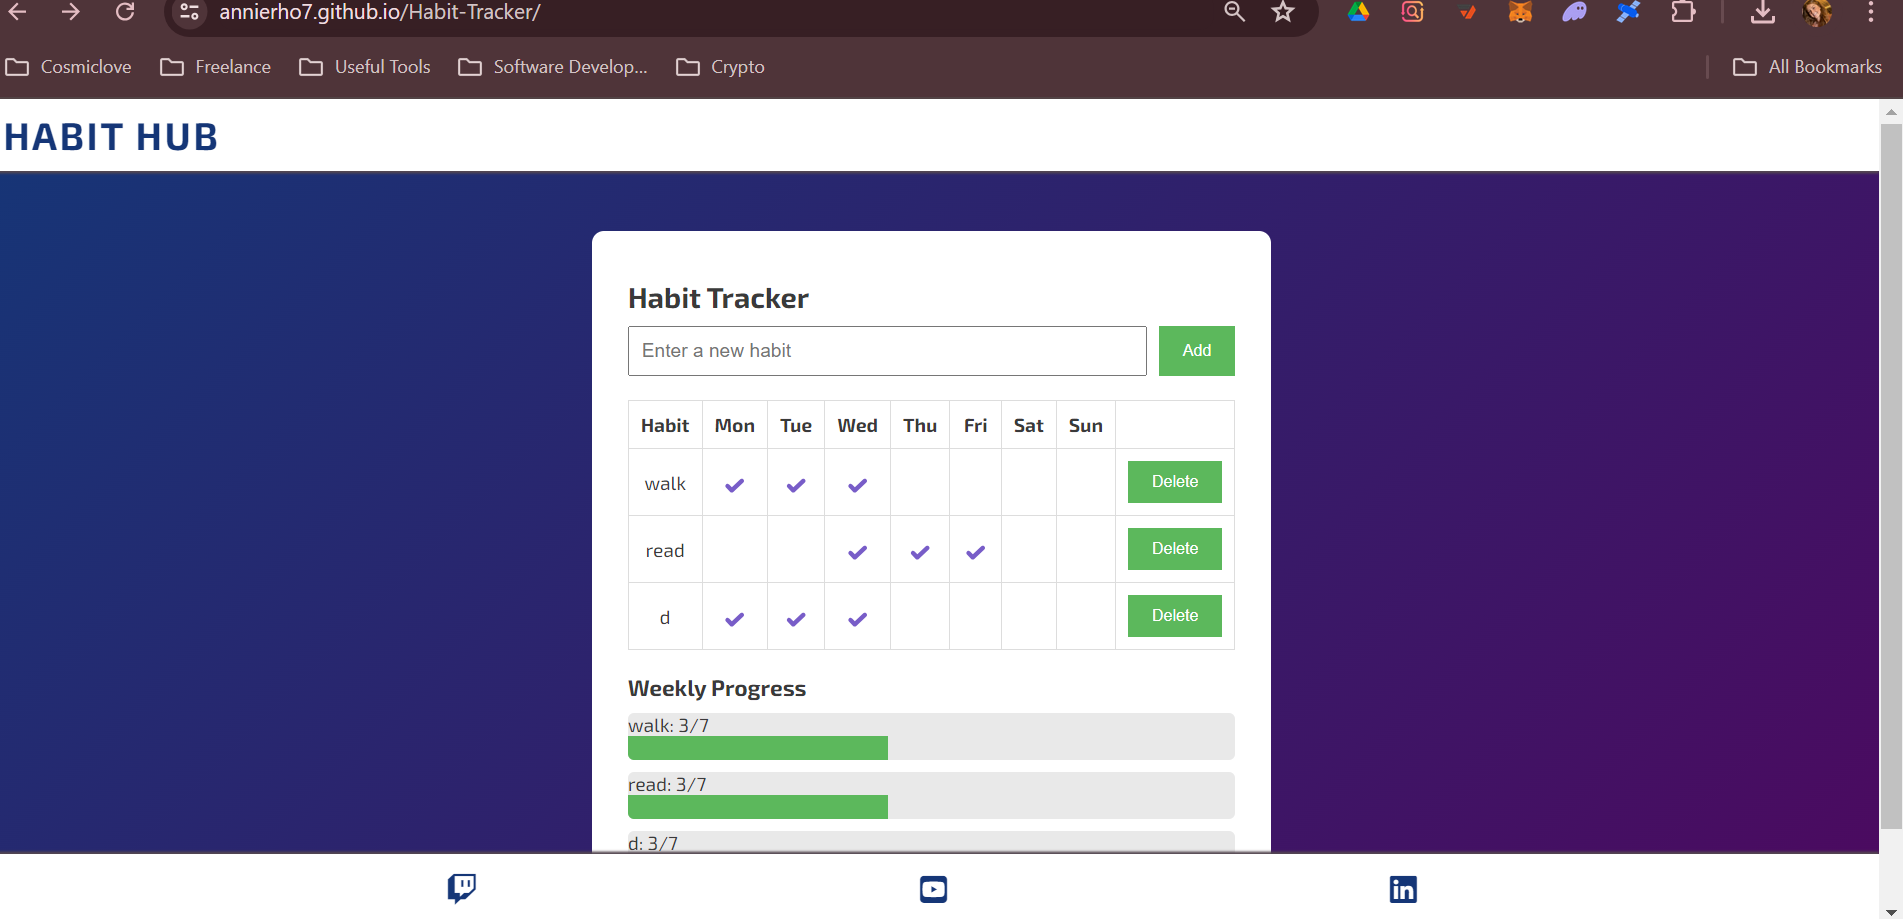 annierho7.github.io/Habit-Tracker/
Cosmiclove Freelance Useful Tools Software Develop... Crypto All Bookmarks
HABIT HUB
Habit Tracker
Enter a new habit Add
Habit Mon Tue Wed Thu Fri Sat Sun
walk Delete
read Delete
d Delete
Weekly Progress
walk: 3/7
read: 3/7
d: 3/7
in